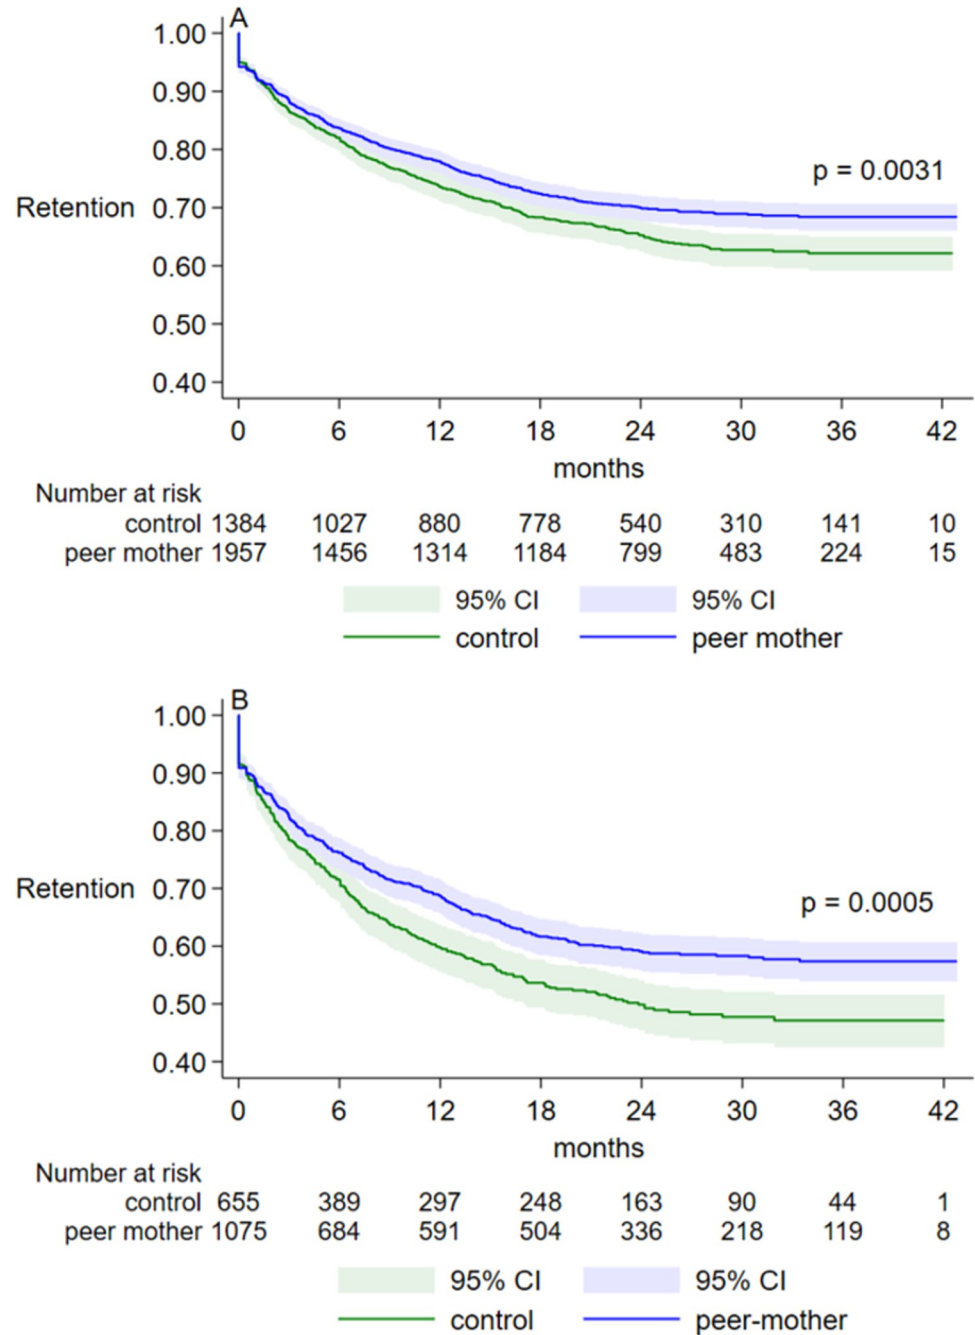 A
1.00
0.90
0.80
p = 0.0031
Retention 0.70
0.60
0.50
0.40
0 6 12 18 24 30 36 42
months
Number at risk
control 1384 1027 880 778 540 310 141 10
peer mother 1957 1456 1314 1184 799 483 224 15
95% CI 95% CI
control peer mother
B
1.00
0.90
0.80
Retention 0.70
p = 0.0005
0.60
0.50
0.40
0 6 12 18 24 30 36 42
months
Number at risk
control 655 389 297 248 163 90 44 1
peer mother 1075 684 591 504 336 218 119 8
95% CI 95% CI
control peer-mother